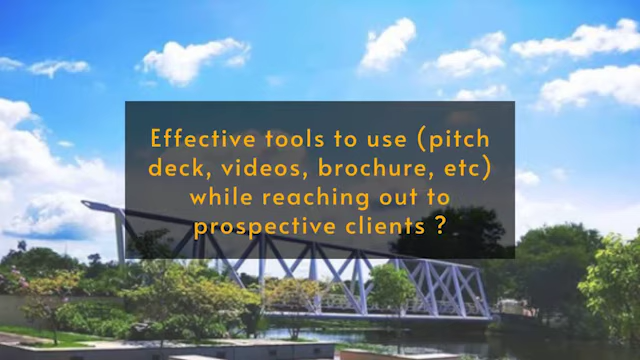 Effective tools to use (pitch
deck, videos, brochure, etc)
while reaching out to
prospective clients ?